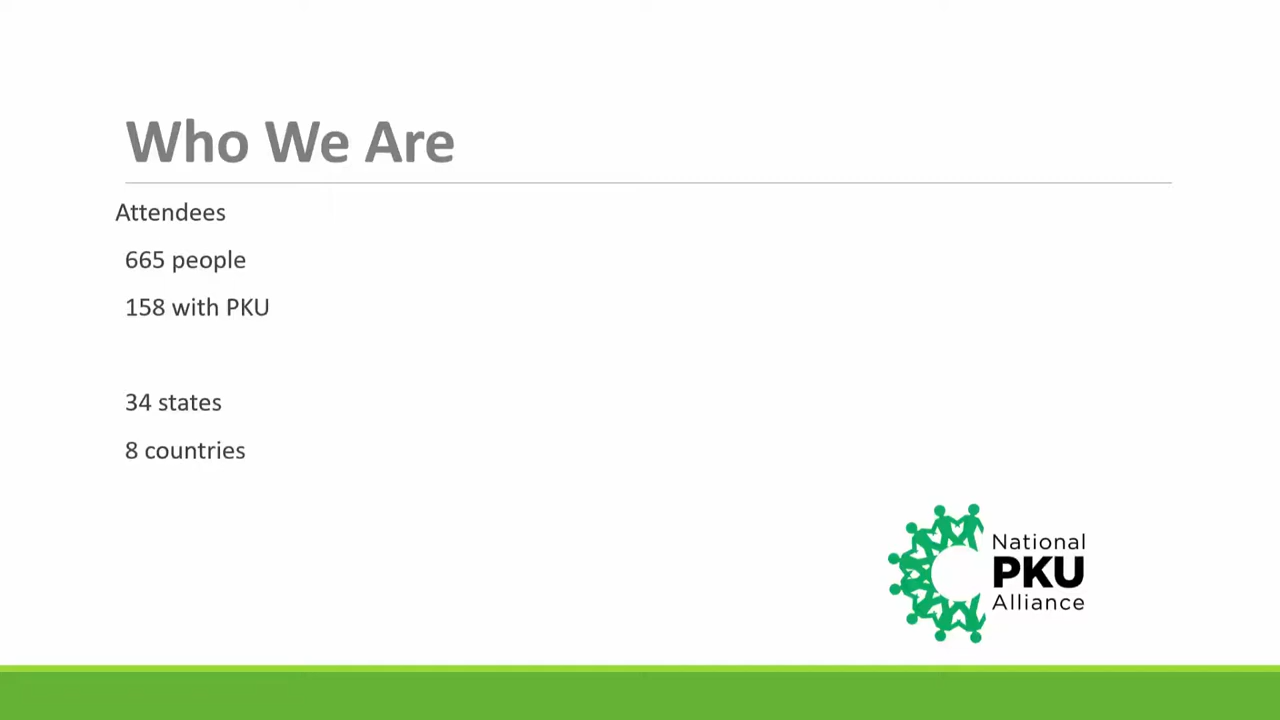 Who We Are
Attendees
665 people
158 with PKU
34 states
8 countries
National
PKU
Alliance